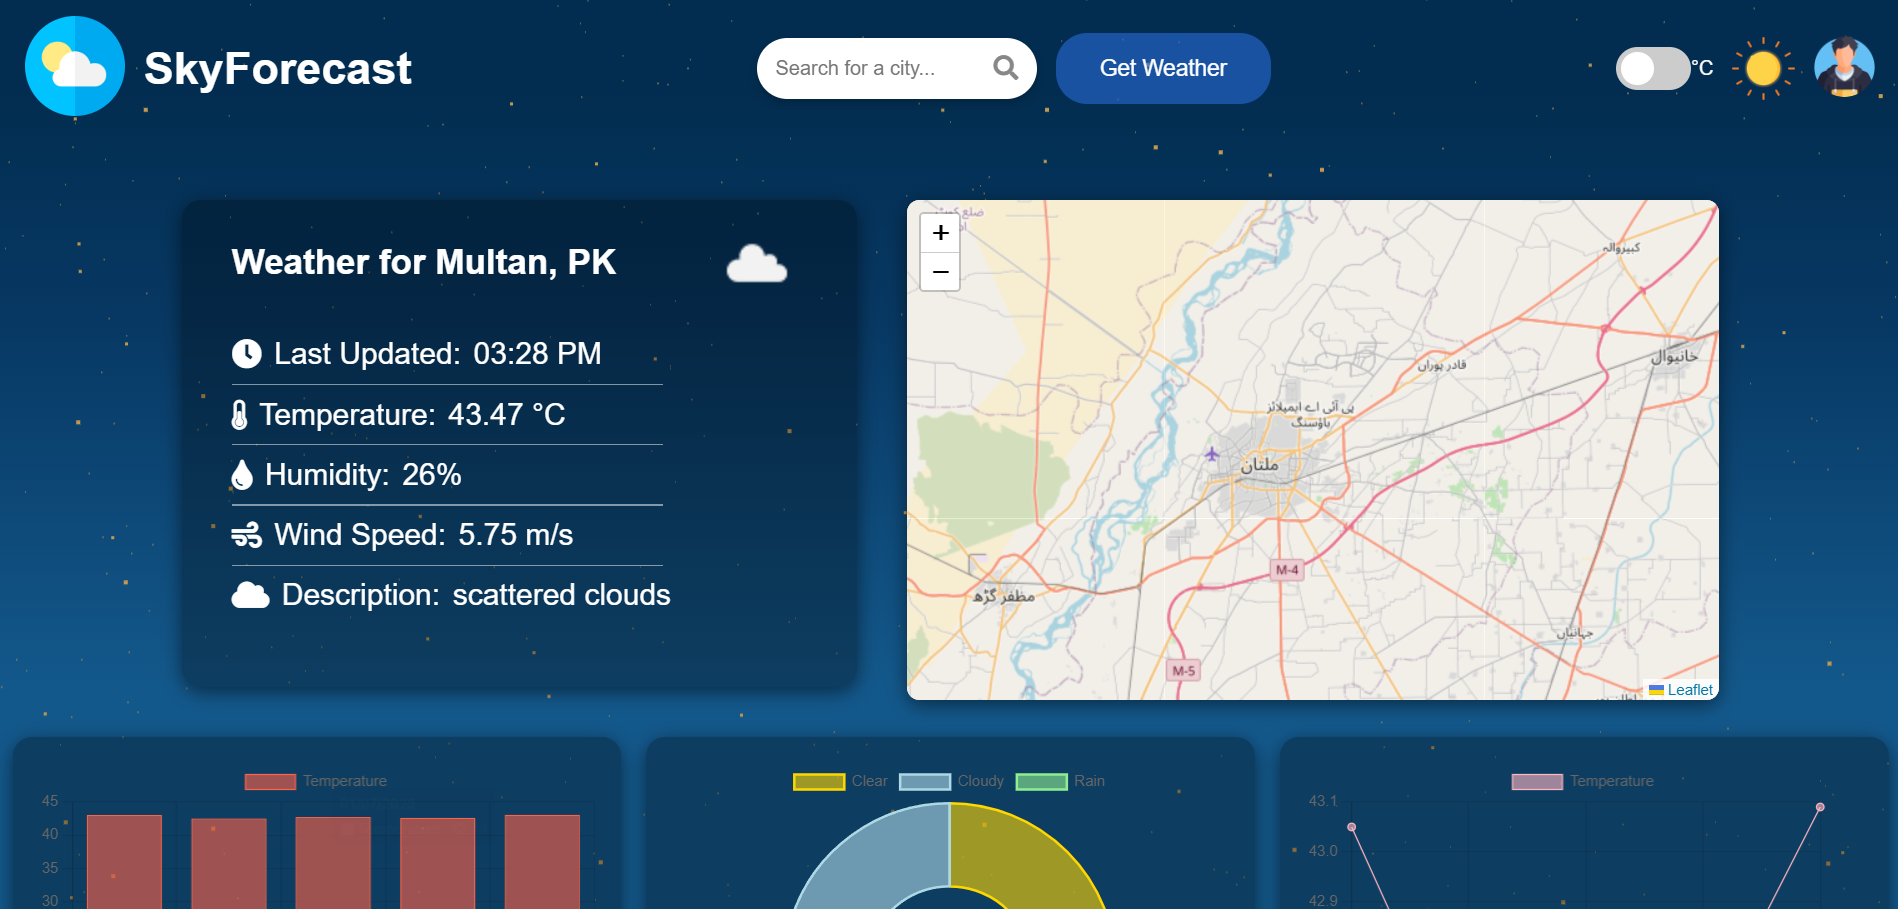 SkyForecast
Search for a city...
Get Weather
°C
Weather for Multan, PK
Last Updated: 03:28 PM
Temperature: 43.47 °C
Humidity: 26%
Wind Speed: 5.75 m/s
Description: scattered clouds
+
−
ضلع
کبیروالہ
خانیوال
قادر پوراں
پی آئی اے ایمپلائز
ہاؤسنگ
ملتان
M-4
مظفر گڑھ
جہانیاں
M-5
Leaflet
Temperature
45
40
35
30
Clear
Cloudy
Rain
Temperature
43.1
43.0
42.9